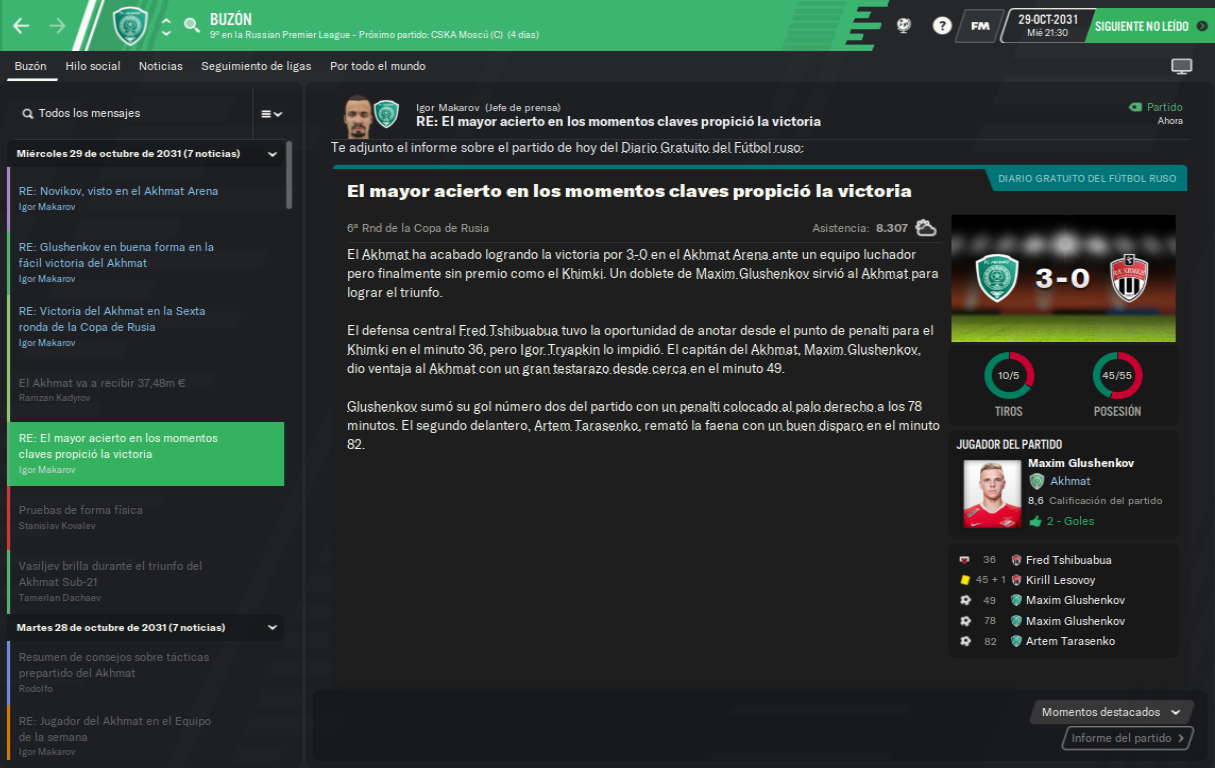 BUZÓN
9º en la Russian Premier League - Próximo partido: CSKA Moscú (C) (4 días)
FM
29-OCT-2031
Mié 21:30
SIGUIENTE NO LEÍDO
Buzón
Hilo social
Noticias
Seguimiento de ligas
Por todo el mundo
Todos los mensajes
Miércoles 29 de octubre de 2031 (7 noticias)
RE: Novikov, visto en el Akhmat Arena
Igor Makarov
RE: Glushenkov en buena forma en la
fácil victoria del Akhmat
Igor Makarov
RE: Victoria del Akhmat en la Sexta
ronda de la Copa de Rusia
Igor Makarov
El Akhmat va a recibir 37,48m €
Ramzan Kadyrov
RE: El mayor acierto en los momentos
claves propició la victoria
Igor Makarov
Pruebas de forma física
Stanislav Kovalev
Vasiljev brilla durante el triunfo del
Akhmat Sub-21
Tamerlan Dachaev
Martes 28 de octubre de 2031 (7 noticias)
Resumen de consejos sobre tácticas
prepartido del Akhmat
Rodolfo
RE: Jugador del Akhmat en el Equipo
de la semana
Igor Makarov
Igor Makarov (Jefe de prensa)
RE: El mayor acierto en los momentos claves propició la victoria
Partido
Ahora
Te adjunto el informe sobre el partido de hoy del Diario Gratuito del Fútbol ruso:
DIARIO GRATUITO DEL FÚTBOL RUSO
El mayor acierto en los momentos claves propició la victoria
6ª Rnd de la Copa de Rusia
Asistencia: 8.307
El Akhmat ha acabado logrando la victoria por 3-0 en el Akhmat Arena ante un equipo luchador
pero finalmente sin premio como el Khimki. Un doblete de Maxim Glushenkov sirvió al Akhmat para
lograr el triunfo.
El defensa central Fred Tshibuabua tuvo la oportunidad de anotar desde el punto de penalti para el
Khimki en el minuto 36, pero Igor Tryapkin lo impidió. El capitán del Akhmat, Maxim Glushenkov,
dio ventaja al Akhmat con un gran testarazo desde cerca en el minuto 49.
Glushenkov sumó su gol número dos del partido con un penalti colocado al palo derecho a los 78
minutos. El segundo delantero, Artem Tarasenko, remató la faena con un buen disparo en el minuto
82.
3-0
10/5
TIROS
45/55
POSESIÓN
JUGADOR DEL PARTIDO
Maxim Glushenkov
Akhmat
8,6 Calificación del partido
2 - Goles
36 Fred Tshibuabua
45 + 1 Kirill Lesovoy
49 Maxim Glushenkov
78 Maxim Glushenkov
82 Artem Tarasenko
Momentos destacados
Informe del partido